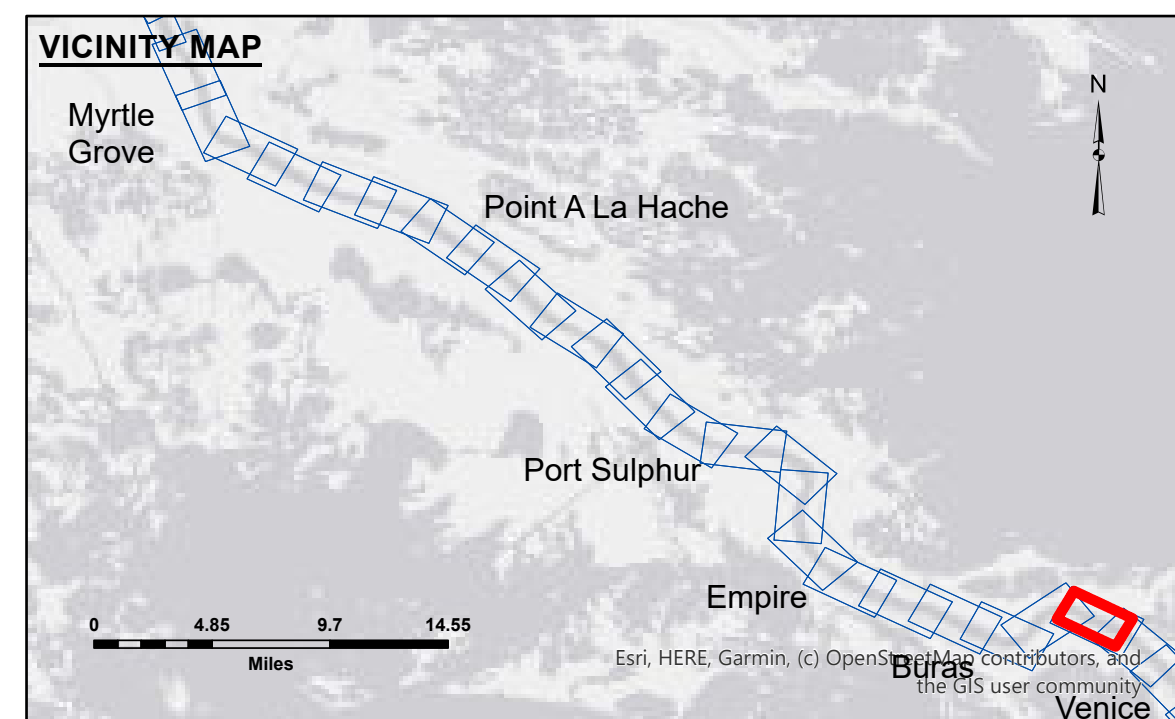 VICINITY MAP
N
Myrtle
Grove
Point A La Hache
Port Sulphur
Empire
0 4.85 9.7 14.55
Miles
Esri, HERE, Garmin, (c) OpenStreetMap contributors, and
the GIS user community
Buras
Venice